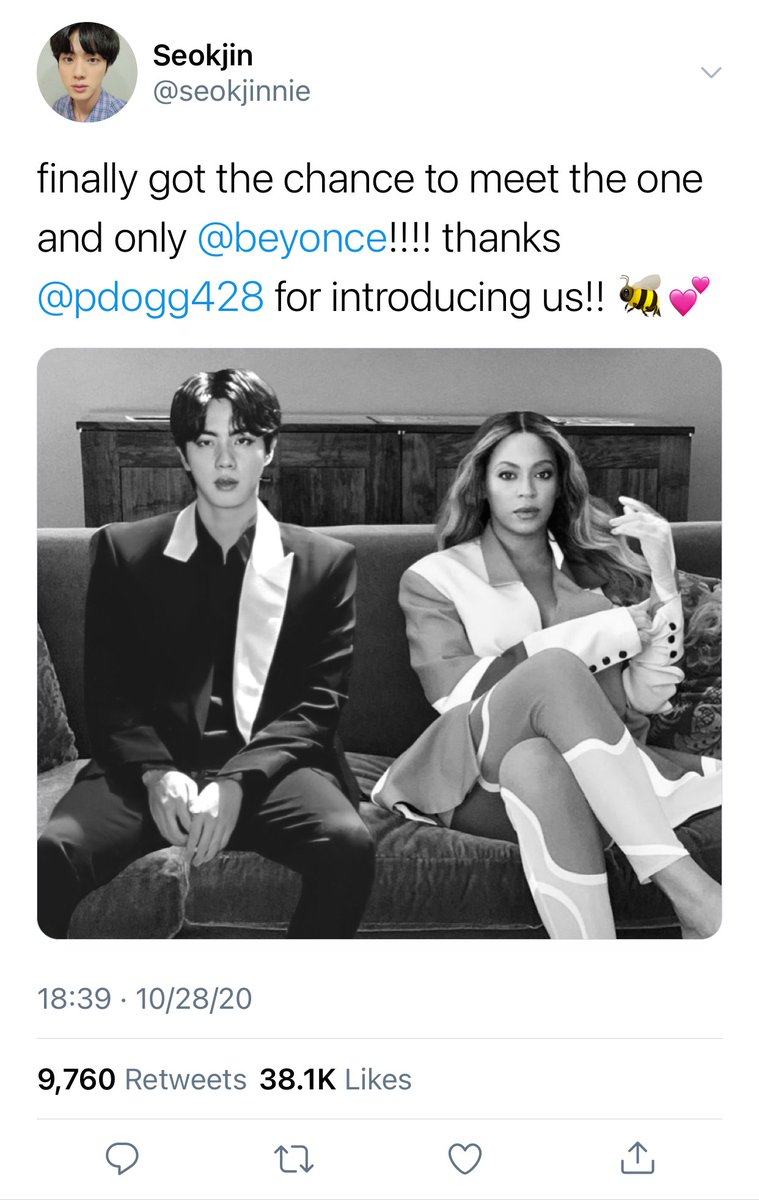 Seokjin
@seokjinnie
finally got the chance to meet the one
and only @beyonce!!!! thanks
@pdogg428 for introducing us!! 🐝💕
18:39 · 10/28/20
9,760 Retweets 38.1K Likes